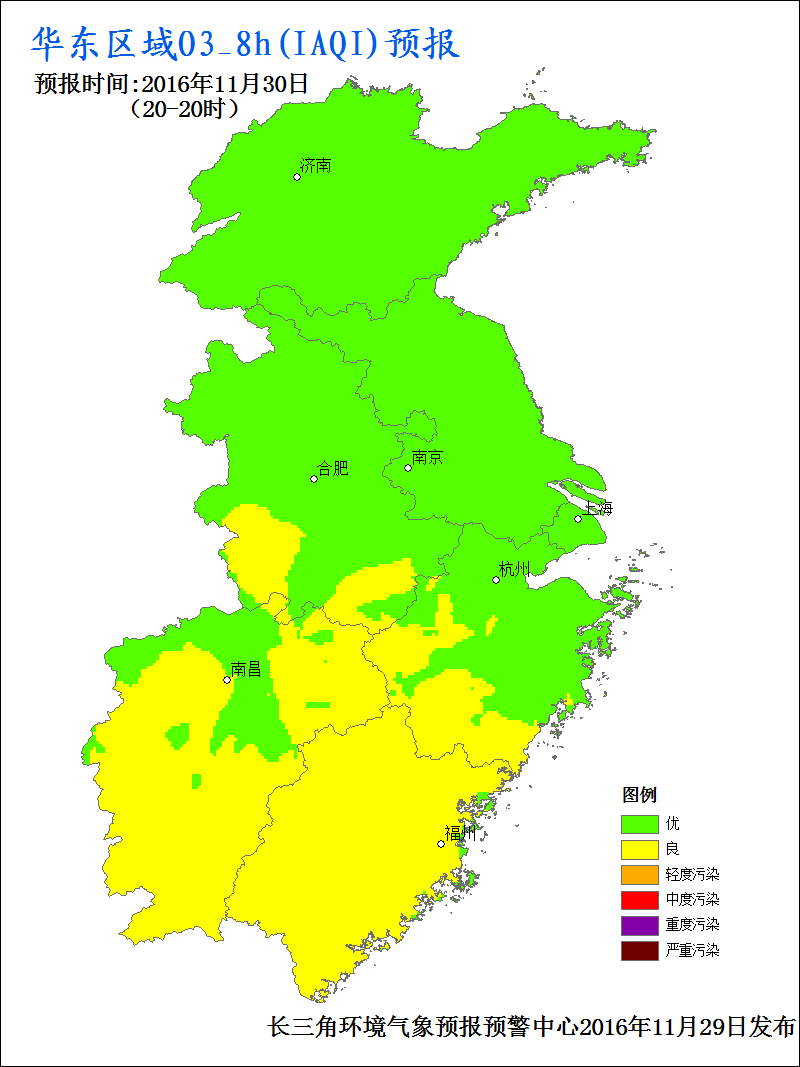 华东区域O3_8h(IAQI)预报
预报时间:2016年11月30日
（20-20时）
济南
南京
合肥
上海
杭州
南昌
福州
图例
优
良
轻度污染
中度污染
重度污染
严重污染
长三角环境气象预报预警中心2016年11月29日发布